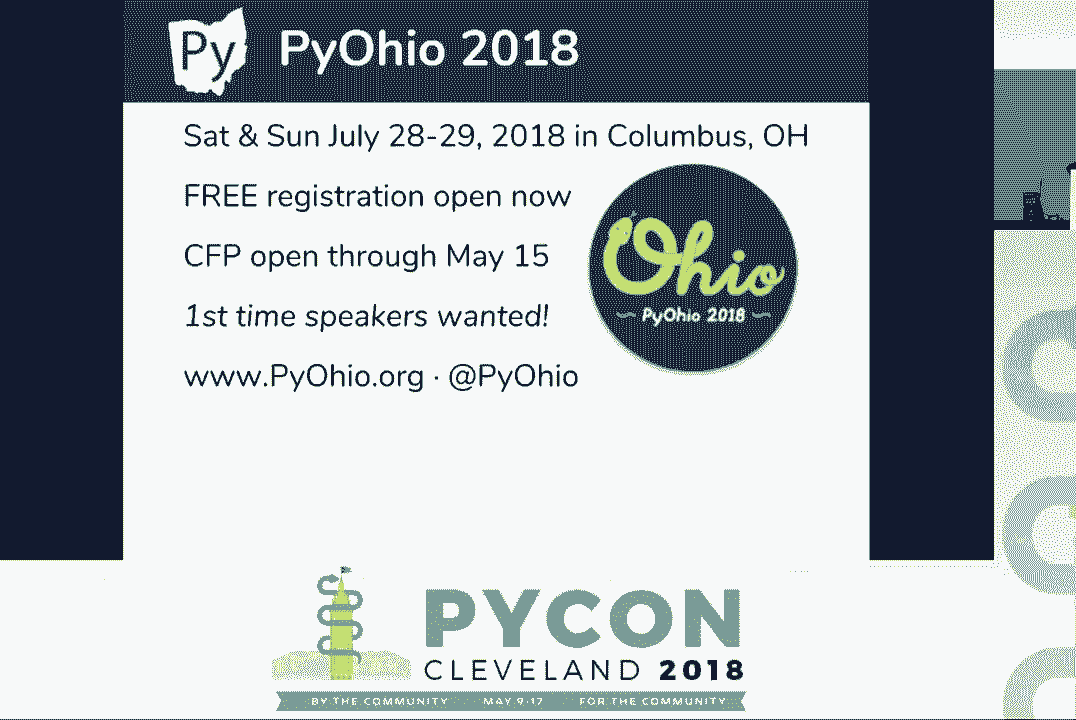 Py PyOhio 2018
Sat & Sun July 28-29, 2018 in Columbus, OH
FREE registration open now
CFP open through May 15
1st time speakers wanted!
www.PyOhio.org · @PyOhio
Ohio
~ PyOhio 2018 ~
PYCON
CLEVELAND 2018
BY THE COMMUNITY MAY 9-17 FOR THE COMMUNITY